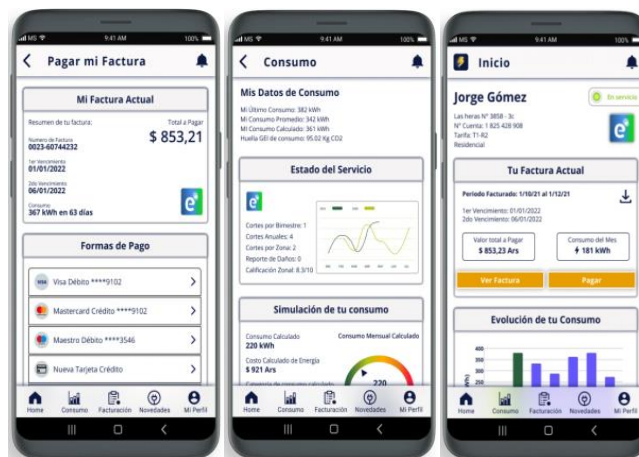 MS 9:41 AM 100%
Pagar mi Factura
Mi Factura Actual
Resumen de tu factura:
Total a Pagar
$ 853,21
Numero de Factura
0023-60744232
1er Vencimiento
01/01/2022
2do Vencimiento
06/01/2022
Consumo
367 kWh en 63 días
Formas de Pago
VISA
Visa Débito ****9102
Mastercard Crédito ****9102
Maestro Débito ****3546
Nueva Tarjeta Crédito
Home Consumo Facturación Novedades Mi Perfil
MS 9:41 AM 100%
Consumo
Mis Datos de Consumo
Mi Último Consumo: 382 kWh
Mi Consumo Promedio: 342 kWh
Mi Consumo Calculado: 361 kWh
Huella GEI de consumo: 95.02 Kg CO2
Estado del Servicio
Cortes por Bimestre: 1
Cortes Anuales: 4
Cortes por Zona: 2
Reporte de Daños: 0
Calificación Zonal: 8.3/10
Simulación de tu consumo
Consumo Calculado
220 kWh
Consumo Mensual Calculado
Costo Calculado de Energía
$ 921 Ars
220
Home Consumo Facturación Novedades Mi Perfil
MS 9:41 AM 100%
Inicio
Jorge Gómez
En servicio
Las heras N° 3858 - 3c
N° Cuenta: 1 825 428 908
Tarifa: T1-R2
Residencial
Tu Factura Actual
Periodo Facturado: 1/10/21 al 1/12/21
1er Vencimiento: 01/01/2022
2do Vencimiento: 06/01/2022
Valor total a Pagar
$ 853,23 Ars
Consumo del Mes
181 kWh
Ver Factura
Pagar
Evolución de tu Consumo
400
350
300
250
Home Consumo Facturación Novedades Mi Perfil